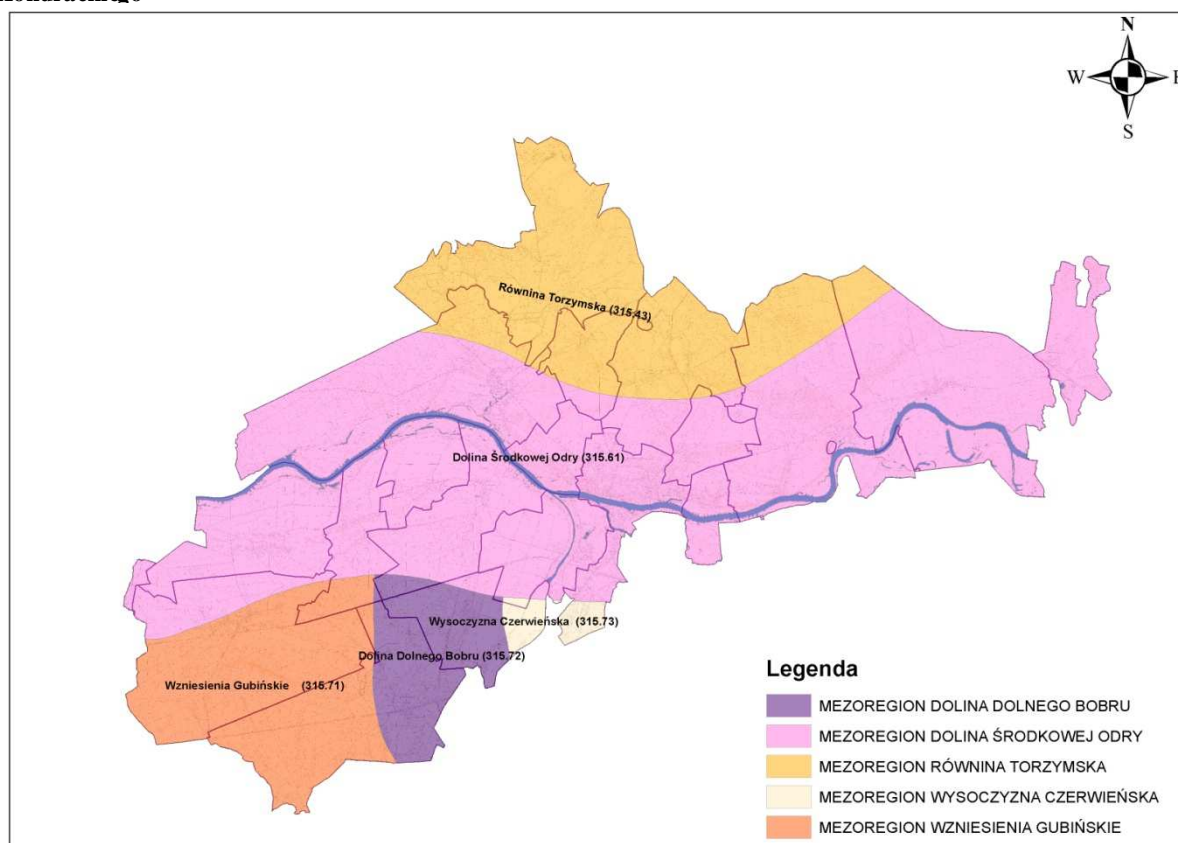 N
W
E
S
Równina Torzymska (315.43)
Dolina Środkowej Odry (315.61)
Wysoczyzna Czerwieńska (315.73)
Dolina Dolnego Bobru (315.72)
Wzniesienia Gubińskie (315.71)
Legenda
MEZOREGION DOLINA DOLNEGO BOBRU
MEZOREGION DOLINA ŚRODKOWEJ ODRY
MEZOREGION RÓWNINA TORZYMSKA
MEZOREGION WYSOCZYZNA CZERWIEŃSKA
MEZOREGION WZNIESIENIA GUBIŃSKIE